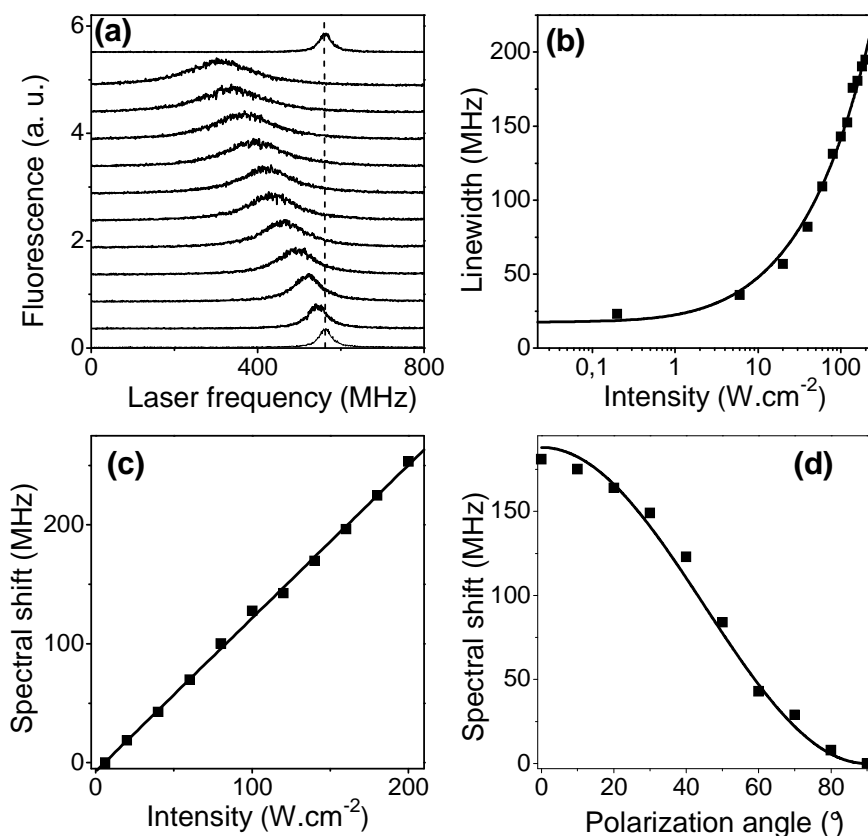 (a)
Fluorescence (a. u.)
6
4
2
0
0 400 800
Laser frequency (MHz)
(b)
Linewidth (MHz)
200
150
100
50
0
0,1 1 10 100
Intensity (W.cm-2)
(c)
Spectral shift (MHz)
200
100
0
0 100 200
Intensity (W.cm-2)
(d)
Spectral shift (MHz)
150
100
50
0
0 20 40 60 80
Polarization angle (°)